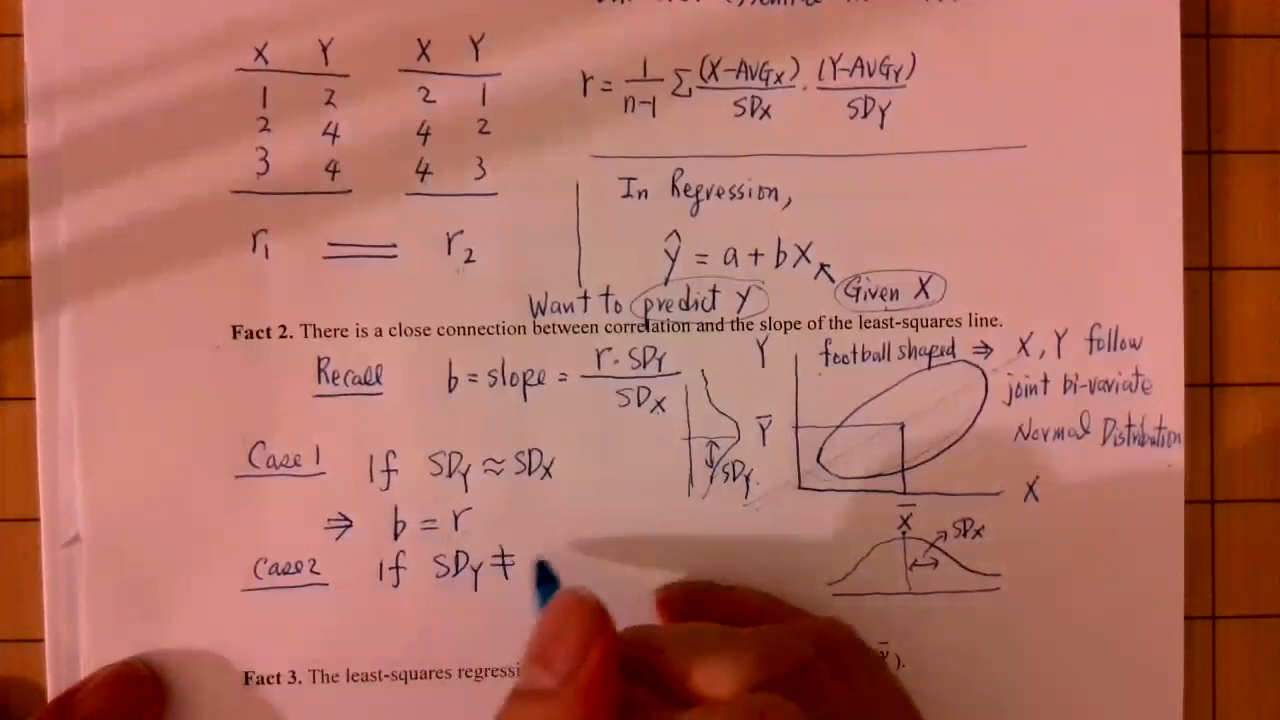 X Y X Y
1 2 2 1
2 4 4 2
3 4 4 3
r₁ = r₂
r = 1/(n-1) Σ (X-AVGx)/SDx · (Y-AVGY)/SDY
In Regression,
ŷ = a + bX
Want to predict Y Given X
Fact 2. There is a close connection between correlation and the slope of the least-squares line.
Recall b = slope = r·SDY/SDX
Y football shaped ⇒ X, Y follow
joint bi-variate
Normal Distribution
Ȳ
SDY
X
X̄
SDX
Case 1 If SDY ≈ SDX
⇒ b = r
Case 2 If SDY ≠
Fact 3. The least-squares regressi
ȳ ).